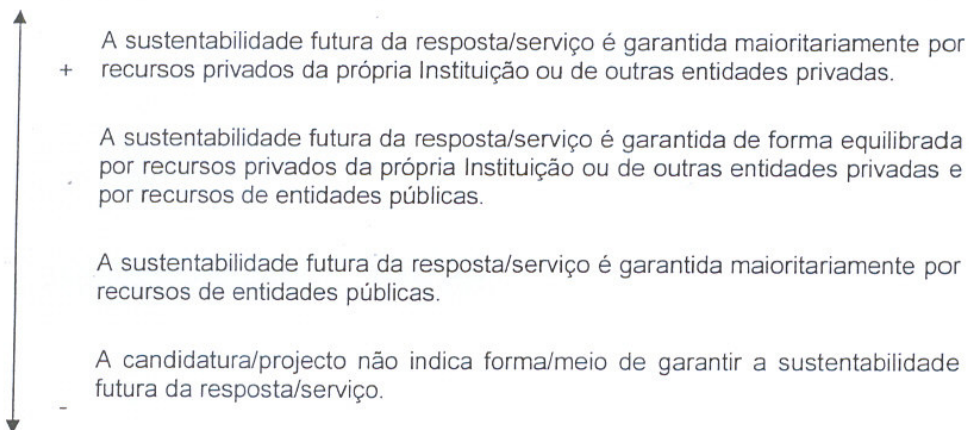 A sustentabilidade futura da resposta/serviço é garantida maioritariamente por
+ recursos privados da própria Instituição ou de outras entidades privadas.
A sustentabilidade futura da resposta/serviço é garantida de forma equilibrada
por recursos privados da própria Instituição ou de outras entidades privadas e
por recursos de entidades públicas.
A sustentabilidade futura da resposta/serviço é garantida maioritariamente por
recursos de entidades públicas.
A candidatura/projecto não indica forma/meio de garantir a sustentabilidade
futura da resposta/serviço.
-